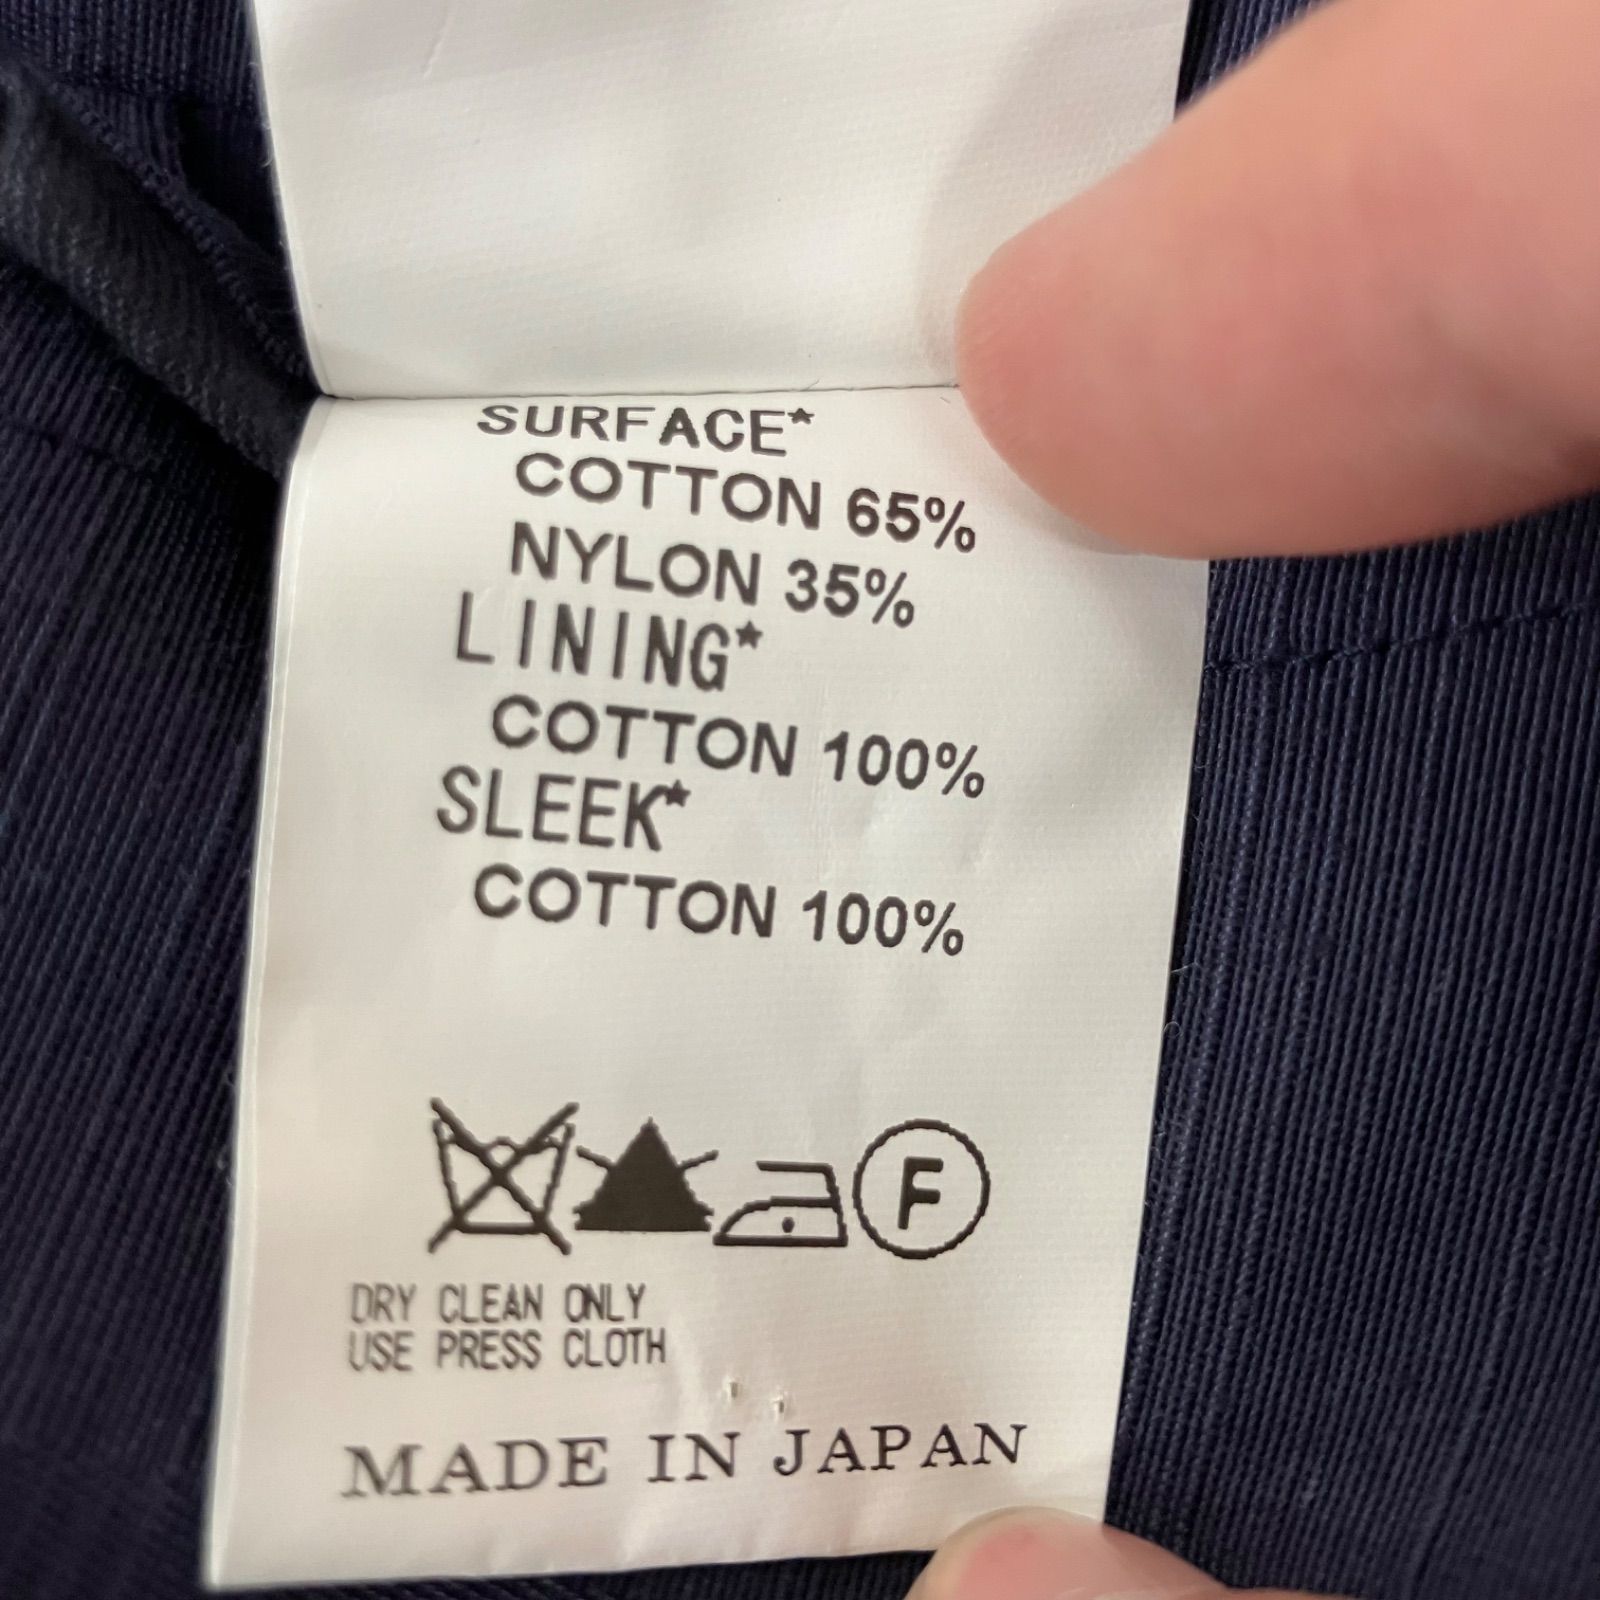 SURFACE*
COTTON 65%
NYLON 35%
LINING*
COTTON 100%
SLEEK*
COTTON 100%
F
DRY CLEAN ONLY
USE PRESS CLOTH
MADE IN JAPAN